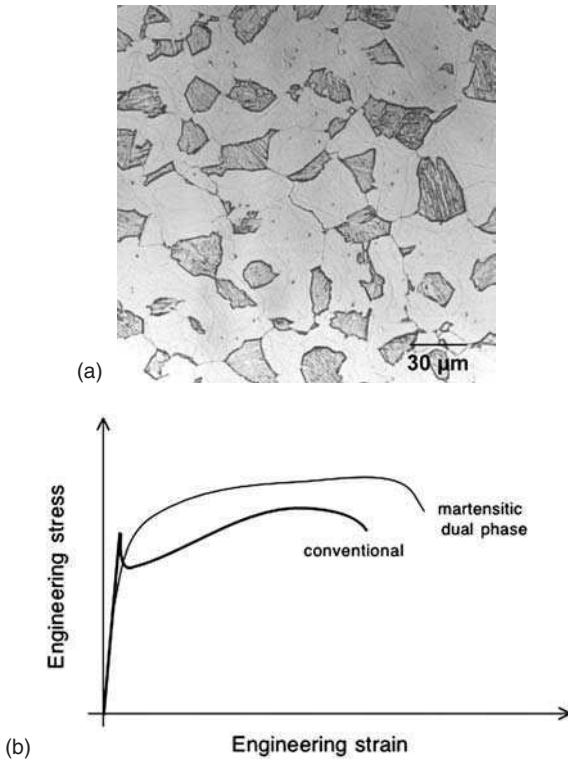 30 µm
(a)
Engineering stress
martensitic
dual phase
conventional
(b)
Engineering strain